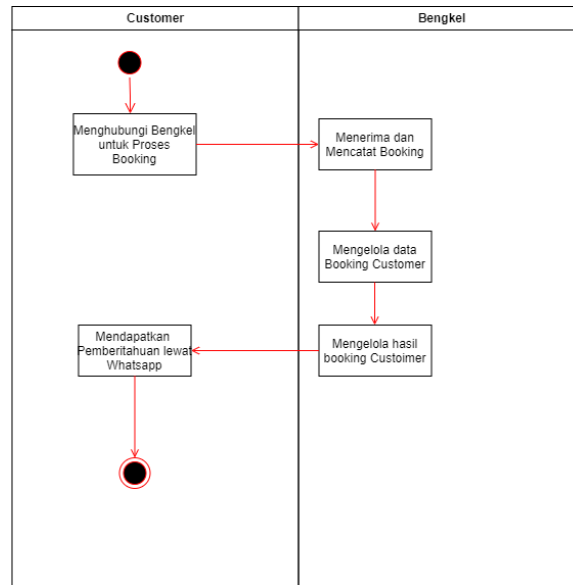 Customer
Bengkel
Menghubungi Bengkel
untuk Proses
Booking
Menerima dan
Mencatat Booking
Mengelola data
Booking Customer
Mengelola hasil
booking Custoimer
Mendapatkan
Pemberitahuan lewat
Whatsapp